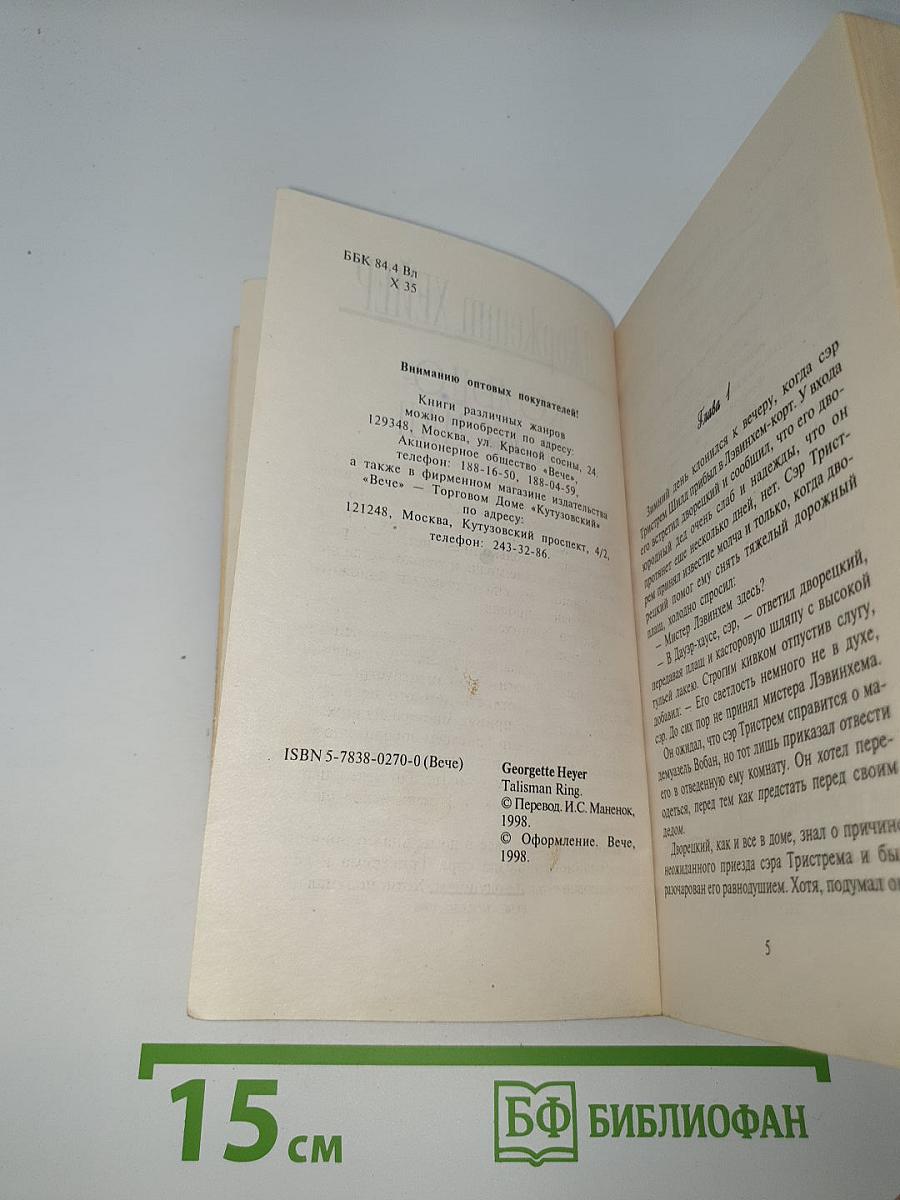 ББК 84.4 Вл
Х 35
Вниманию оптовых покупателей!
Книги различных жанров
можно приобрести по адресу:
129348, Москва, ул. Красной сосны, 24.
Акционерное общество «Вече»,
телефон: 188-16-50, 188-04-59,
а также в фирменном магазине издательства
«Вече» — Торговом Доме «Кутузовский»
по адресу:
121248, Москва, Кутузовский проспект, 4/2,
телефон: 243-32-86.
ISBN 5-7838-0270-0 (Вече)
Georgette Heyer
Talisman Ring.
© Перевод. И.С. Маненок,
1998.
© Оформление. Вече,
1998.
Глава 1
Зимний день клонился к вечеру, когда сэр
Тристрем Шилд прибыл в Лэвинхем-корт. У входа
его встретил дворецкий и сообщил, что его дво-
юродный дед очень слаб и надежды, что он
протянет еще несколько дней, нет. Сэр Трист-
рем принял известие молча и только, когда дво-
рецкий помог ему снять тяжелый дорожный
плащ, холодно спросил:
— Мистер Лэвинхем здесь?
— В Дауэр-хаусе, сэр, — ответил дворецкий,
передавая плащ и касторовую шляпу с высокой
тульей лакею. Строгим кивком отпустив слугу,
добавил: — Его светлость немного не в духе,
сэр. До сих пор не принял мистера Лэвинхема.
Он ожидал, что сэр Тристрем справится о ма-
демуазель Вобан, но тот лишь приказал отвести
его в отведенную ему комнату. Он хотел пере-
одеться, перед тем как предстать перед своим
дедом.
Дворецкий, как и все в доме, знал о причине
неожиданного приезда сэра Тристрема и бы
разочарован его равнодушием. Хотя, подумал он
5
15 см
БФ БИБЛИОФАН